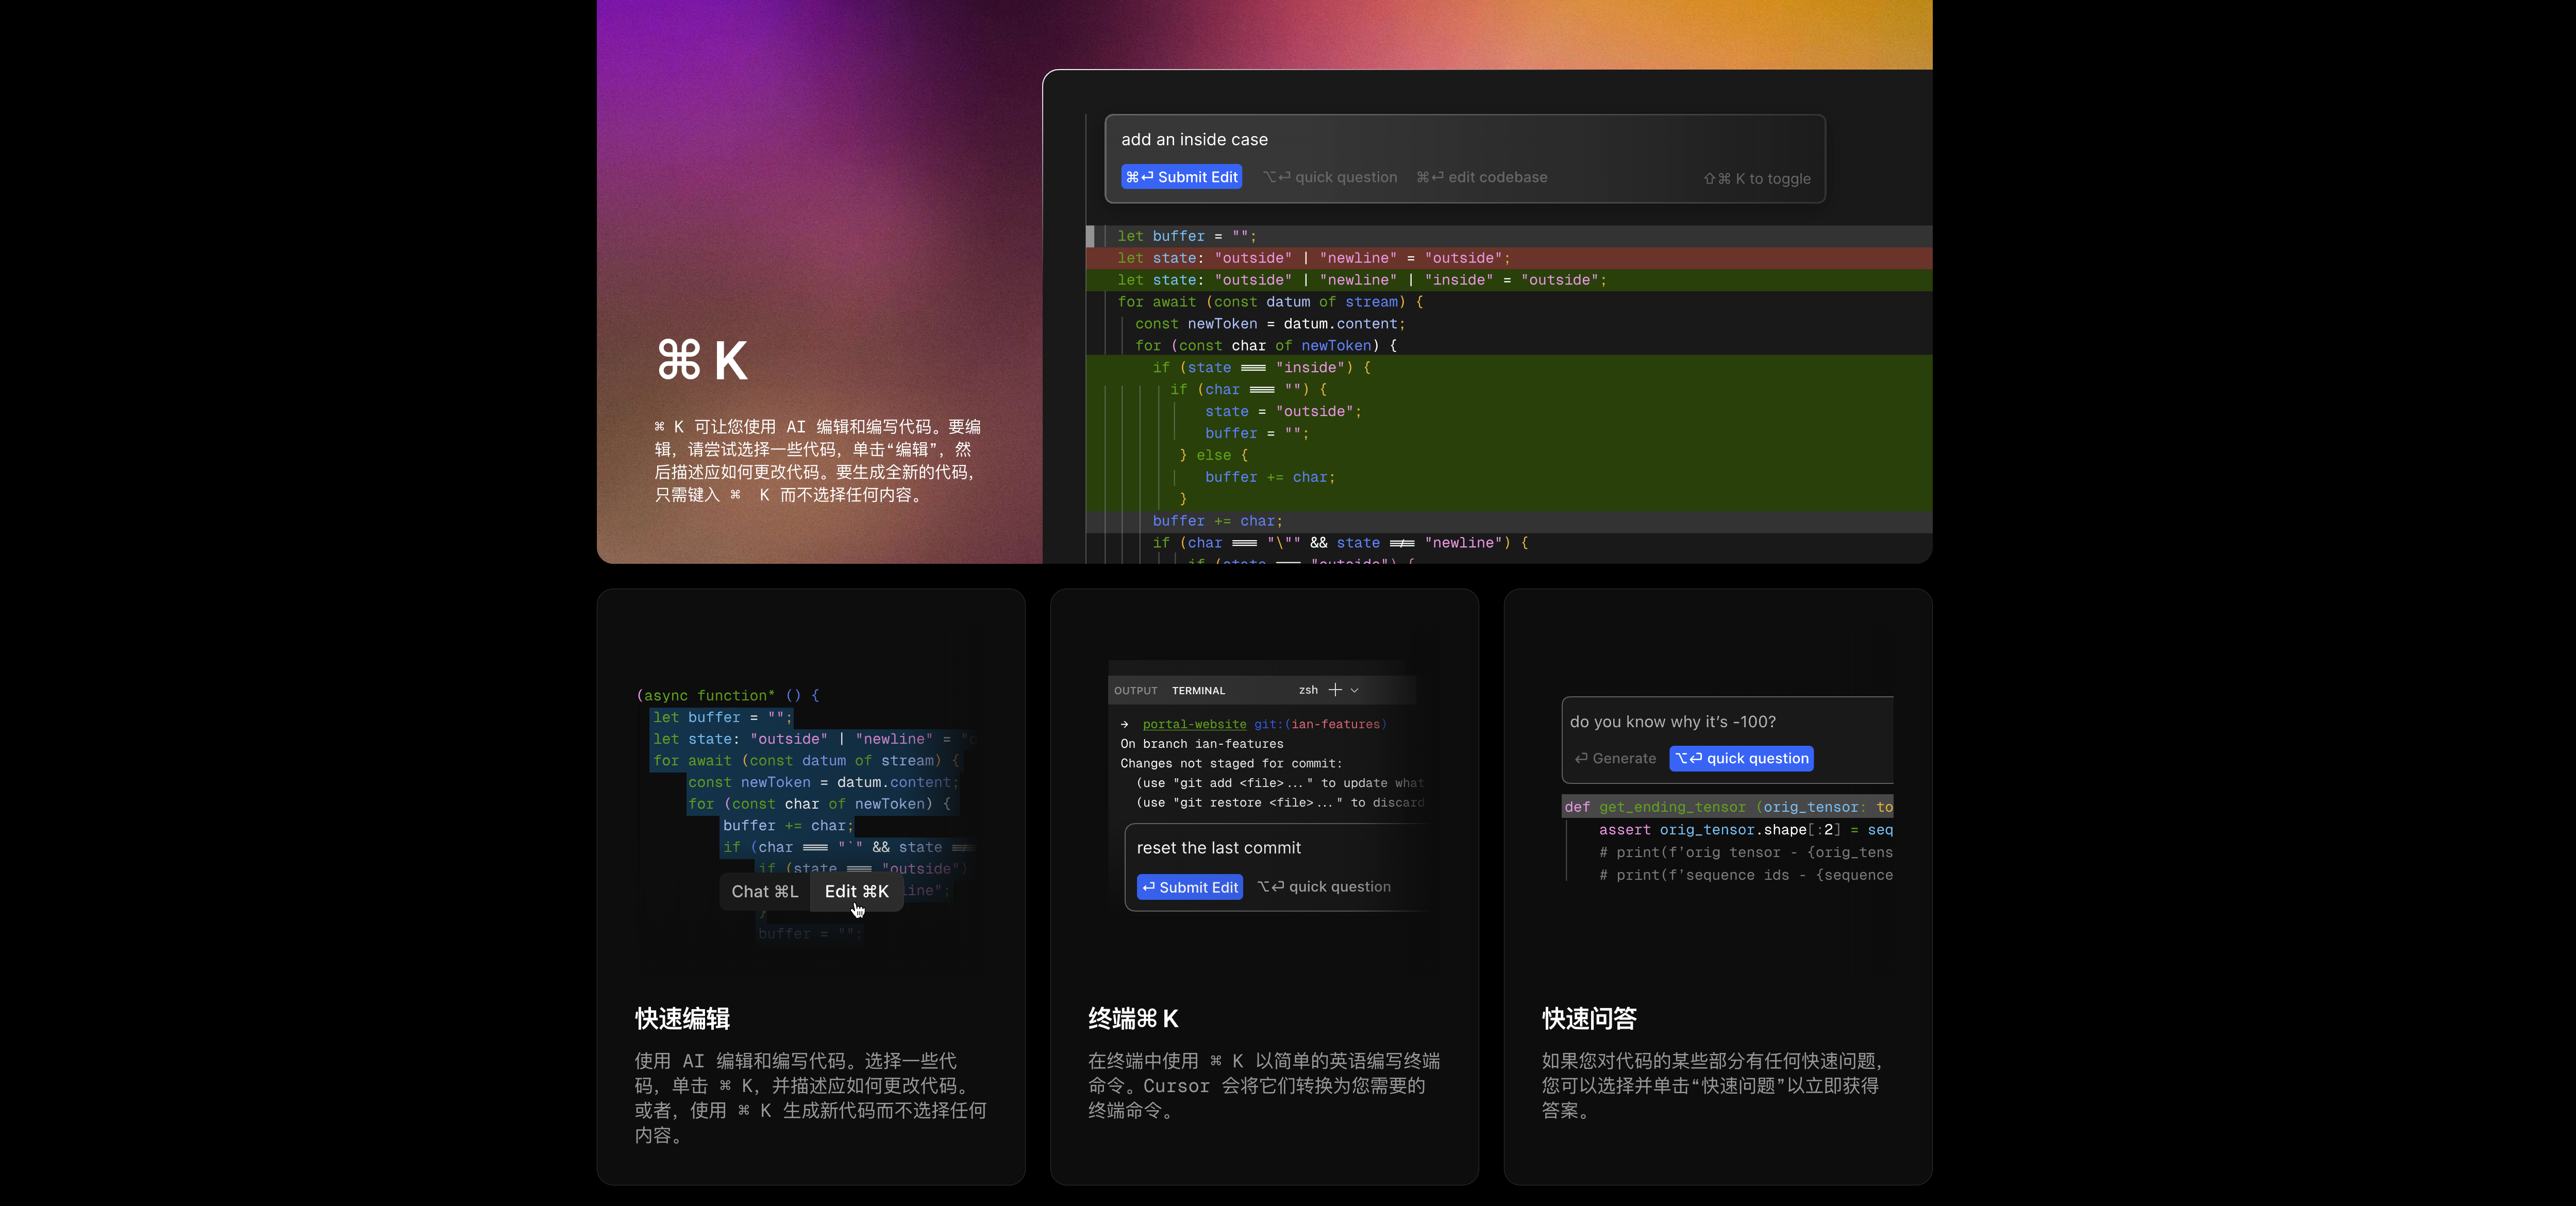 add an inside case
⌘⏎ Submit Edit ⌥⏎ quick question ⌘⏎ edit codebase ⇧⌘ K to toggle
let buffer = "";
let state: "outside" | "newline" = "outside";
let state: "outside" | "newline" | "inside" = "outside";
for await (const datum of stream) {
const newToken = datum.content;
for (const char of newToken) {
if (state === "inside") {
if (char === "") {
state = "outside";
buffer = "";
} else {
buffer += char;
}
buffer += char;
if (char === "\"" && state !== "newline") {
if (state === "outside") {
⌘ K
⌘ K 可让您使用 AI 编辑和编写代码。要编
辑，请尝试选择一些代码，单击“编辑”，然
后描述应如何更改代码。要生成全新的代码，
只需键入 ⌘ K 而不选择任何内容。
(async function* () {
let buffer = "";
let state: "outside" | "newline" = "o
for await (const datum of stream) {
const newToken = datum.content;
for (const char of newToken) {
buffer += char;
if (char === "`" && state ==
if (state === "outside")
line";
Chat ⌘L Edit ⌘K
}
buffer = "";
快速编辑
使用 AI 编辑和编写代码。选择一些代
码，单击 ⌘ K，并描述应如何更改代码。
或者，使用 ⌘ K 生成新代码而不选择任何
内容。
OUTPUT TERMINAL zsh
→ portal-website git:(ian-features)
On branch ian-features
Changes not staged for commit:
(use "git add <file>..." to update what
(use "git restore <file>..." to discard
reset the last commit
⏎ Submit Edit ⌥⏎ quick question
终端⌘ K
在终端中使用 ⌘ K 以简单的英语编写终端
命令。Cursor 会将它们转换为您需要的
终端命令。
do you know why it’s -100?
⏎ Generate ⌥⏎ quick question
def get_ending_tensor (orig_tensor: to
assert orig_tensor.shape[:2] = seq
# print(f'orig tensor - {orig_tens
# print(f'sequence ids - {sequence
快速问答
如果您对代码的某些部分有任何快速问题，
您可以选择并单击“快速问题”以立即获得
答案。